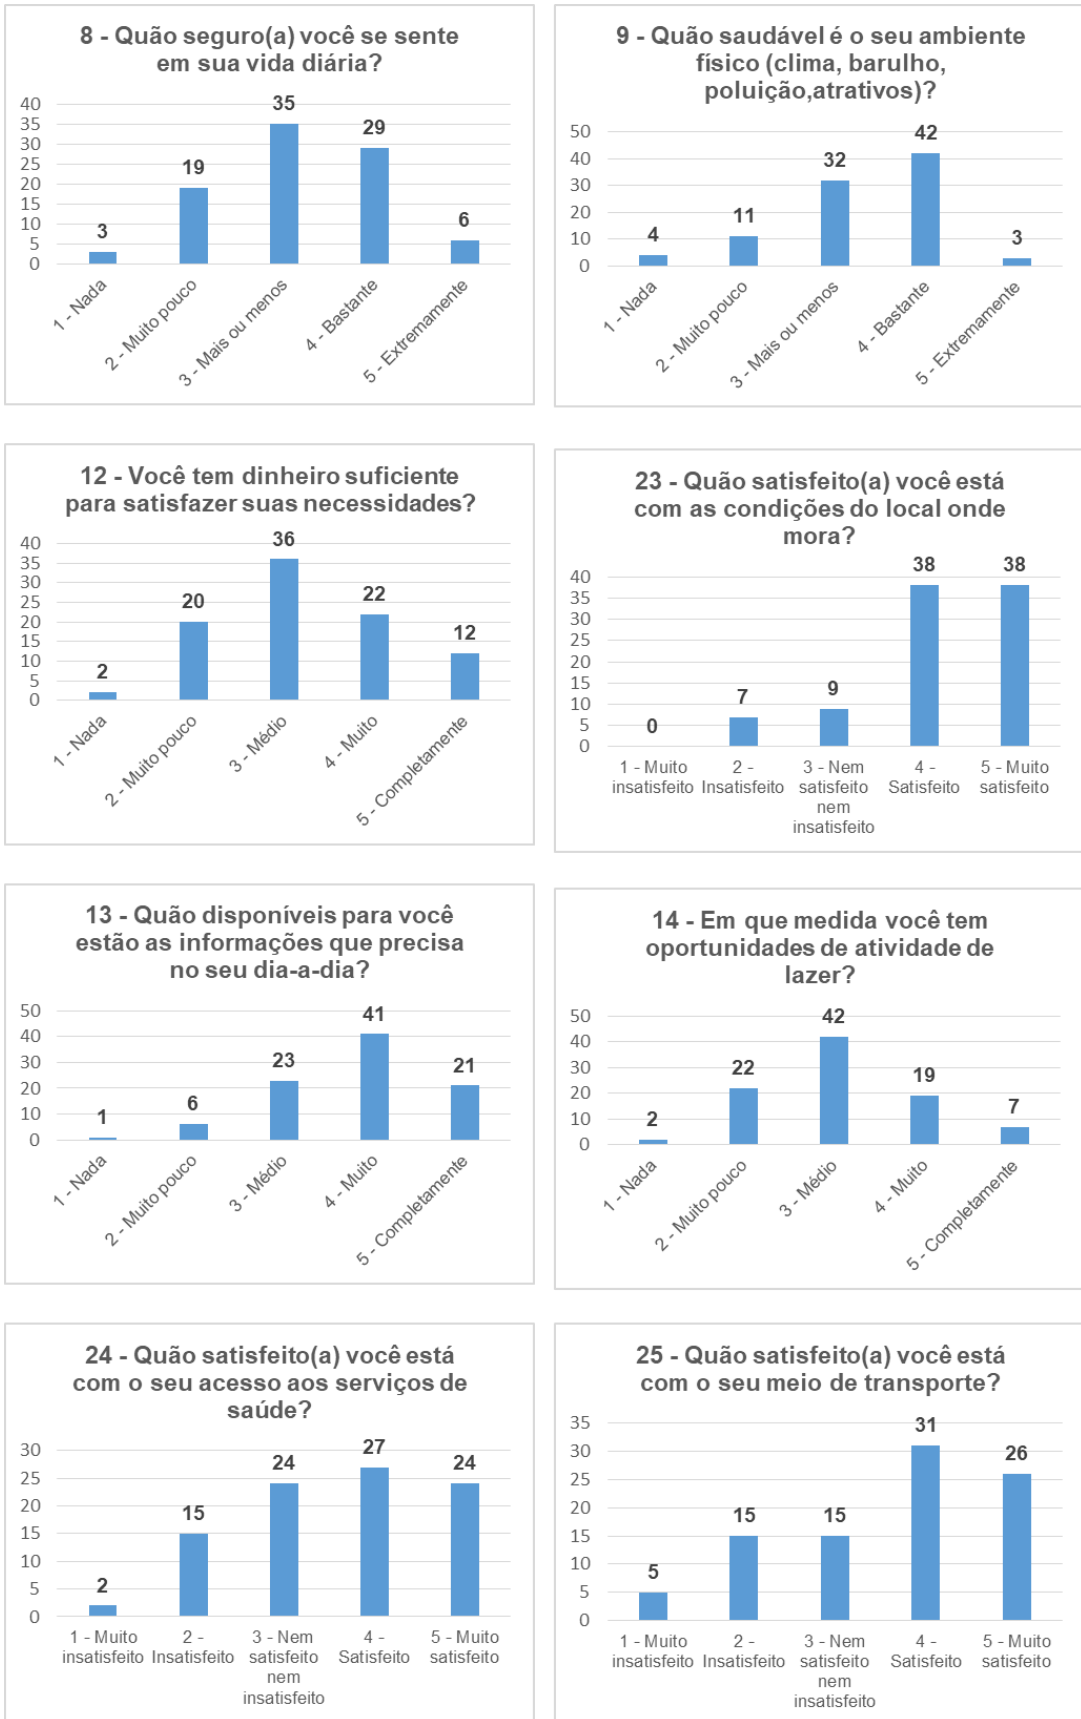 8 - Quão seguro(a) você se sente
em sua vida diária?
40
35
30
25
20
15
10
5
0
3
19
35
29
6
1 - Nada
2 - Muito pouco
3 - Mais ou menos
4 - Bastante
5 - Extremamente
9 - Quão saudável é o seu ambiente
físico (clima, barulho,
poluição,atrativos)?
50
40
30
20
10
0
4
11
32
42
3
1 - Nada
2 - Muito pouco
3 - Mais ou menos
4 - Bastante
5 - Extremamente
12 - Você tem dinheiro suficiente
para satisfazer suas necessidades?
40
35
30
25
20
15
10
5
0
2
20
36
22
12
1 - Nada
2 - Muito pouco
3 - Médio
4 - Muito
5 - Completamente
23 - Quão satisfeito(a) você está
com as condições do local onde
mora?
40
35
30
25
20
15
10
5
0
0
7
9
38
38
1 - Muito
insatisfeito
2 -
Insatisfeito
3 - Nem
satisfeito
nem
insatisfeito
4 -
Satisfeito
5 - Muito
satisfeito
13 - Quão disponíveis para você
estão as informações que precisa
no seu dia-a-dia?
50
40
30
20
10
0
1
6
23
41
21
1 - Nada
2 - Muito pouco
3 - Médio
4 - Muito
5 - Completamente
14 - Em que medida você tem
oportunidades de atividade de
lazer?
50
40
30
20
10
0
2
22
42
19
7
1 - Nada
2 - Muito pouco
3 - Médio
4 - Muito
5 - Completamente
24 - Quão satisfeito(a) você está
com o seu acesso aos serviços de
saúde?
30
25
20
15
10
5
0
2
15
24
27
24
1 - Muito
insatisfeito
2 -
Insatisfeito
3 - Nem
satisfeito
nem
insatisfeito
4 -
Satisfeito
5 - Muito
satisfeito
25 - Quão satisfeito(a) você está
com o seu meio de transporte?
35
30
25
20
15
10
5
0
5
15
15
31
26
1 - Muito
insatisfeito
2 -
Insatisfeito
3 - Nem
satisfeito
nem
insatisfeito
4 -
Satisfeito
5 - Muito
satisfeito